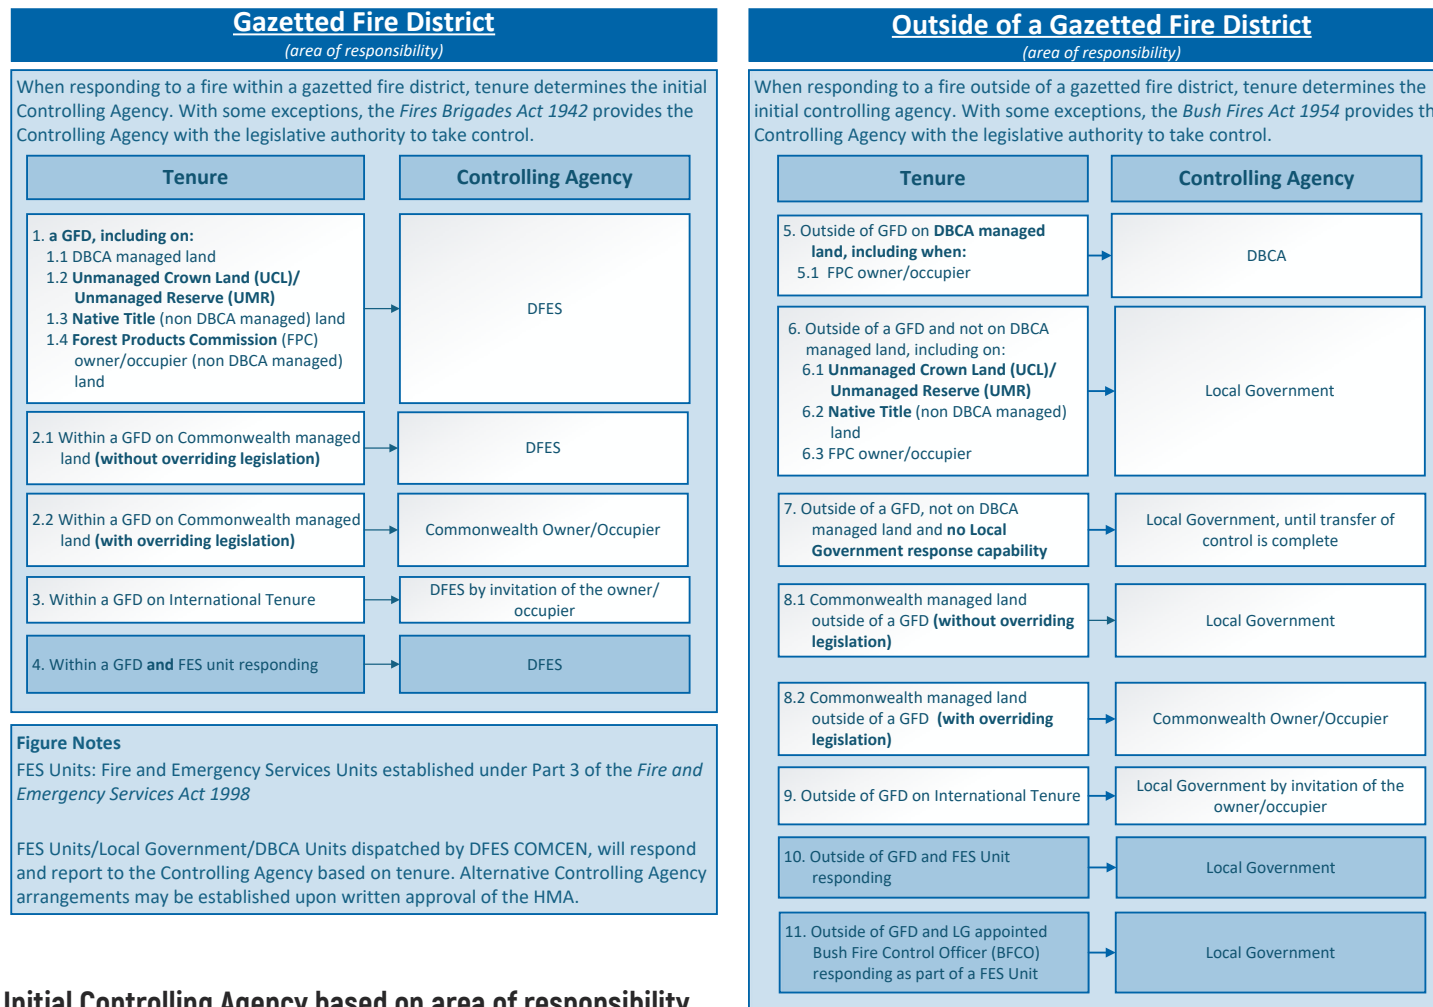 Gazetted Fire District
(area of responsibility)
When responding to a fire within a gazetted fire district, tenure determines the initial
Controlling Agency. With some exceptions, the Fires Brigades Act 1942 provides the
Controlling Agency with the legislative authority to take control.
Tenure
Controlling Agency
1. a GFD, including on:
1.1 DBCA managed land
1.2 Unmanaged Crown Land (UCL)/
Unmanaged Reserve (UMR)
1.3 Native Title (non DBCA managed) land
1.4 Forest Products Commission (FPC)
owner/occupier (non DBCA managed)
land
DFES
2.1 Within a GFD on Commonwealth managed
land (without overriding legislation)
DFES
2.2 Within a GFD on Commonwealth managed
land (with overriding legislation)
Commonwealth Owner/Occupier
3. Within a GFD on International Tenure
DFES by invitation of the owner/
occupier
4. Within a GFD and FES unit responding
DFES
Figure Notes
FES Units: Fire and Emergency Services Units established under Part 3 of the Fire and
Emergency Services Act 1998
FES Units/Local Government/DBCA Units dispatched by DFES COMCEN, will respond
and report to the Controlling Agency based on tenure. Alternative Controlling Agency
arrangements may be established upon written approval of the HMA.
Initial Controlling Agency based on area of responsibility
Outside of a Gazetted Fire District
(area of responsibility)
When responding to a fire outside of a gazetted fire district, tenure determines the
initial controlling agency. With some exceptions, the Bush Fires Act 1954 provides th
Controlling Agency with the legislative authority to take control.
Tenure
Controlling Agency
5. Outside of GFD on DBCA managed
land, including when:
5.1 FPC owner/occupier
DBCA
6. Outside of a GFD and not on DBCA
managed land, including on:
6.1 Unmanaged Crown Land (UCL)/
Unmanaged Reserve (UMR)
6.2 Native Title (non DBCA managed)
land
6.3 FPC owner/occupier
Local Government
7. Outside of a GFD, not on DBCA
managed land and no Local
Government response capability
Local Government, until transfer of
control is complete
8.1 Commonwealth managed land
outside of a GFD (without overriding
legislation)
Local Government
8.2 Commonwealth managed land
outside of a GFD (with overriding
legislation)
Commonwealth Owner/Occupier
9. Outside of GFD on International Tenure
Local Government by invitation of the
owner/occupier
10. Outside of GFD and FES Unit
responding
Local Government
11. Outside of GFD and LG appointed
Bush Fire Control Officer (BFCO)
responding as part of a FES Unit
Local Government